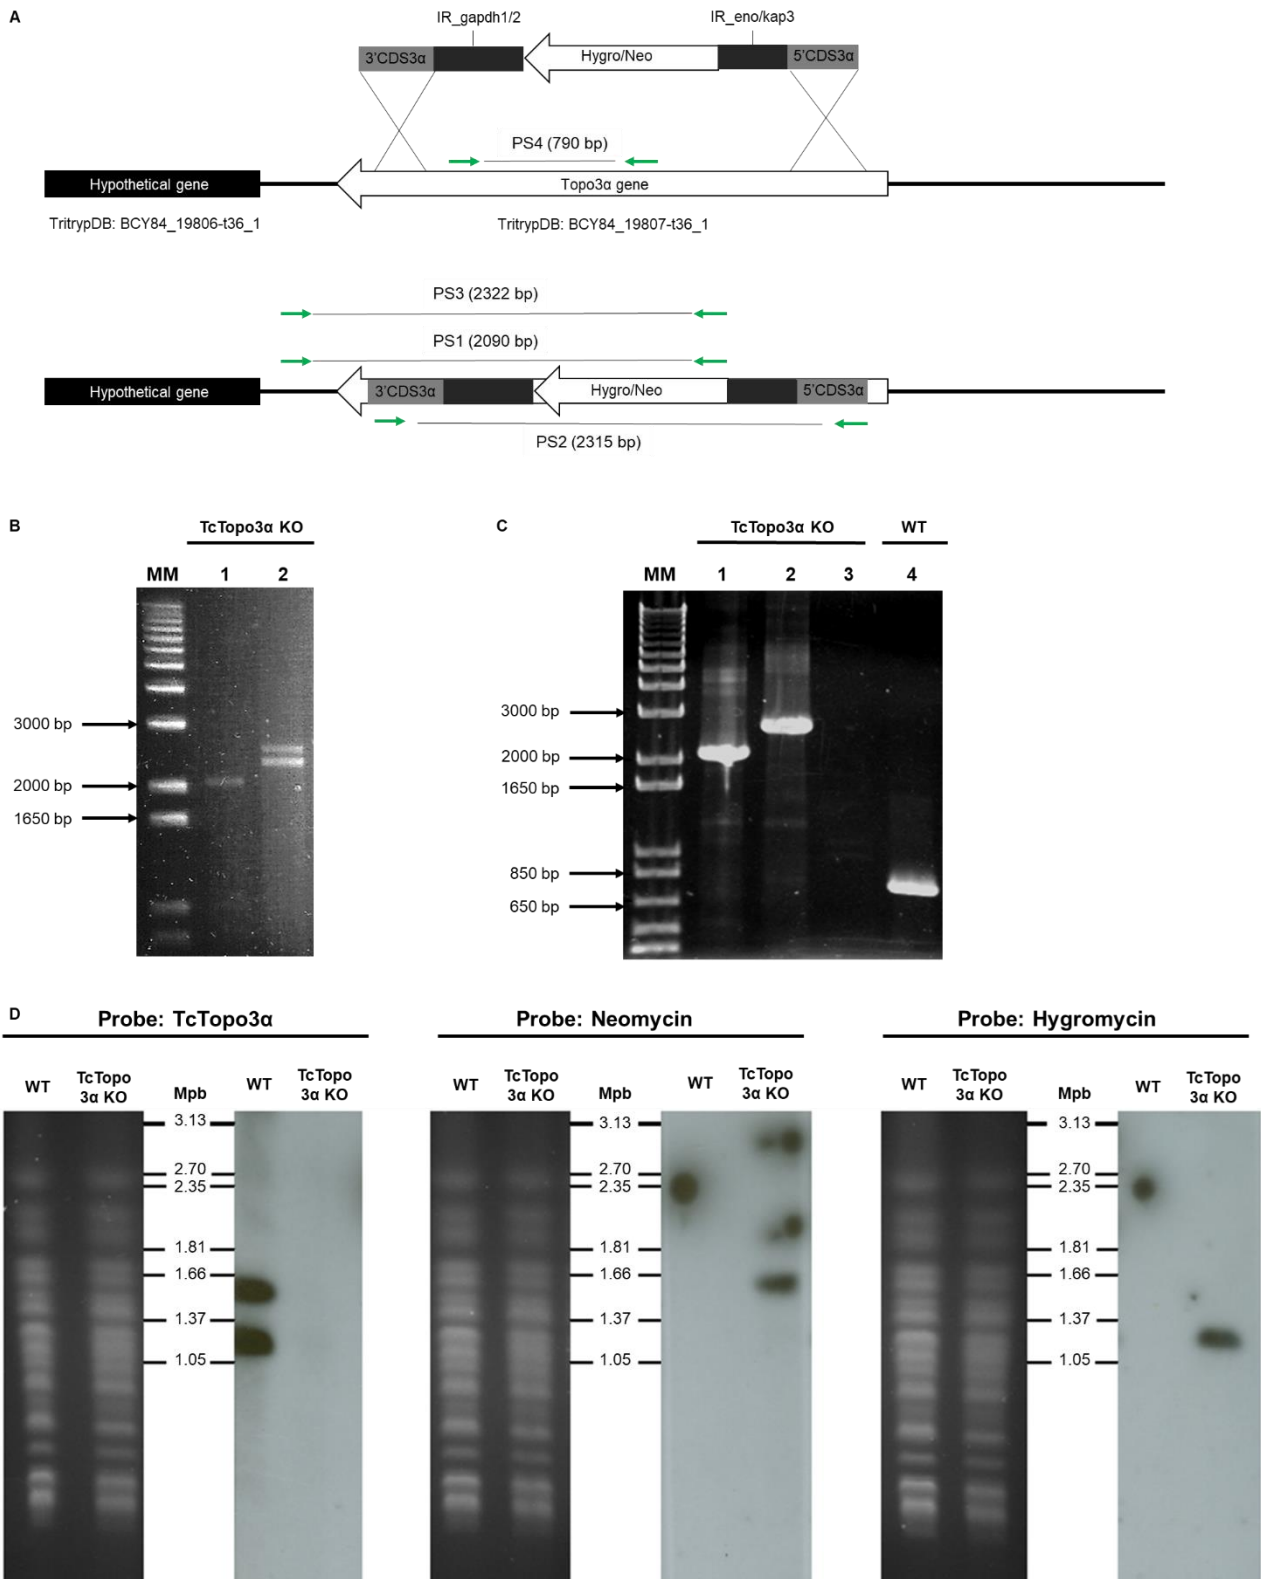 A
IR_gapdh1/2
IR_eno/kap3
3'CDS3α
Hygro/Neo
5'CDS3α
PS4 (790 bp)
Hypothetical gene
Topo3α gene
TritrypDB: BCY84_19806-t36_1
TritrypDB: BCY84_19807-t36_1
PS3 (2322 bp)
PS1 (2090 bp)
Hypothetical gene
3'CDS3α
Hygro/Neo
5'CDS3α
PS2 (2315 bp)
B
TcTopo3α KO
MM
1
2
3000 bp
2000 bp
1650 bp
C
TcTopo3α KO
WT
MM
1
2
3
4
3000 bp
2000 bp
1650 bp
850 bp
650 bp
D
Probe: TcTopo3α
WT
TcTopo
3α KO
Mpb
WT
TcTopo
3α KO
3.13
2.70
2.35
1.81
1.66
1.37
1.05
Probe: Neomycin
WT
TcTopo
3α KO
Mpb
WT
TcTopo
3α KO
3.13
2.70
2.35
1.81
1.66
1.37
1.05
Probe: Hygromycin
WT
TcTopo
3α KO
Mpb
WT
TcTopo
3α KO
3.13
2.70
2.35
1.81
1.66
1.37
1.05